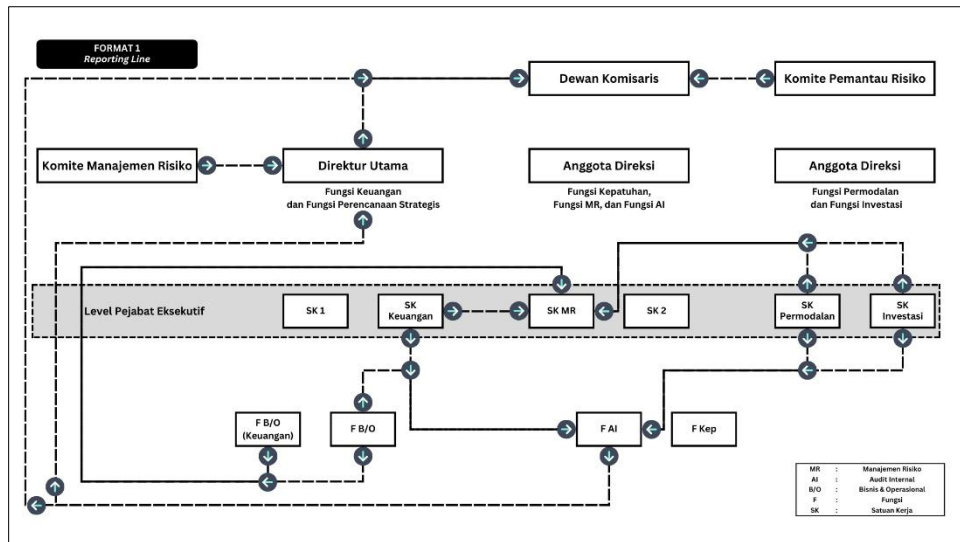 FORMAT 1
Reporting Line
Dewan Komisaris
Komite Pemantau Risiko
Komite Manajemen Risiko
Direktur Utama
Anggota Direksi
Anggota Direksi
Fungsi Keuangan
dan Fungsi Perencanaan Strategis
Fungsi Kepatuhan,
Fungsi MR, dan Fungsi AI
Fungsi Permodalan
dan Fungsi Investasi
Level Pejabat Eksekutif
SK 1
SK
Keuangan
SK MR
SK 2
SK
Permodalan
SK
Investasi
F B/O
(Keuangan)
F B/O
F AI
F Kep
MR : Manajemen Risiko
AI : Audit Internal
B/O : Bisnis & Operasional
F : Fungsi
SK : Satuan Kerja